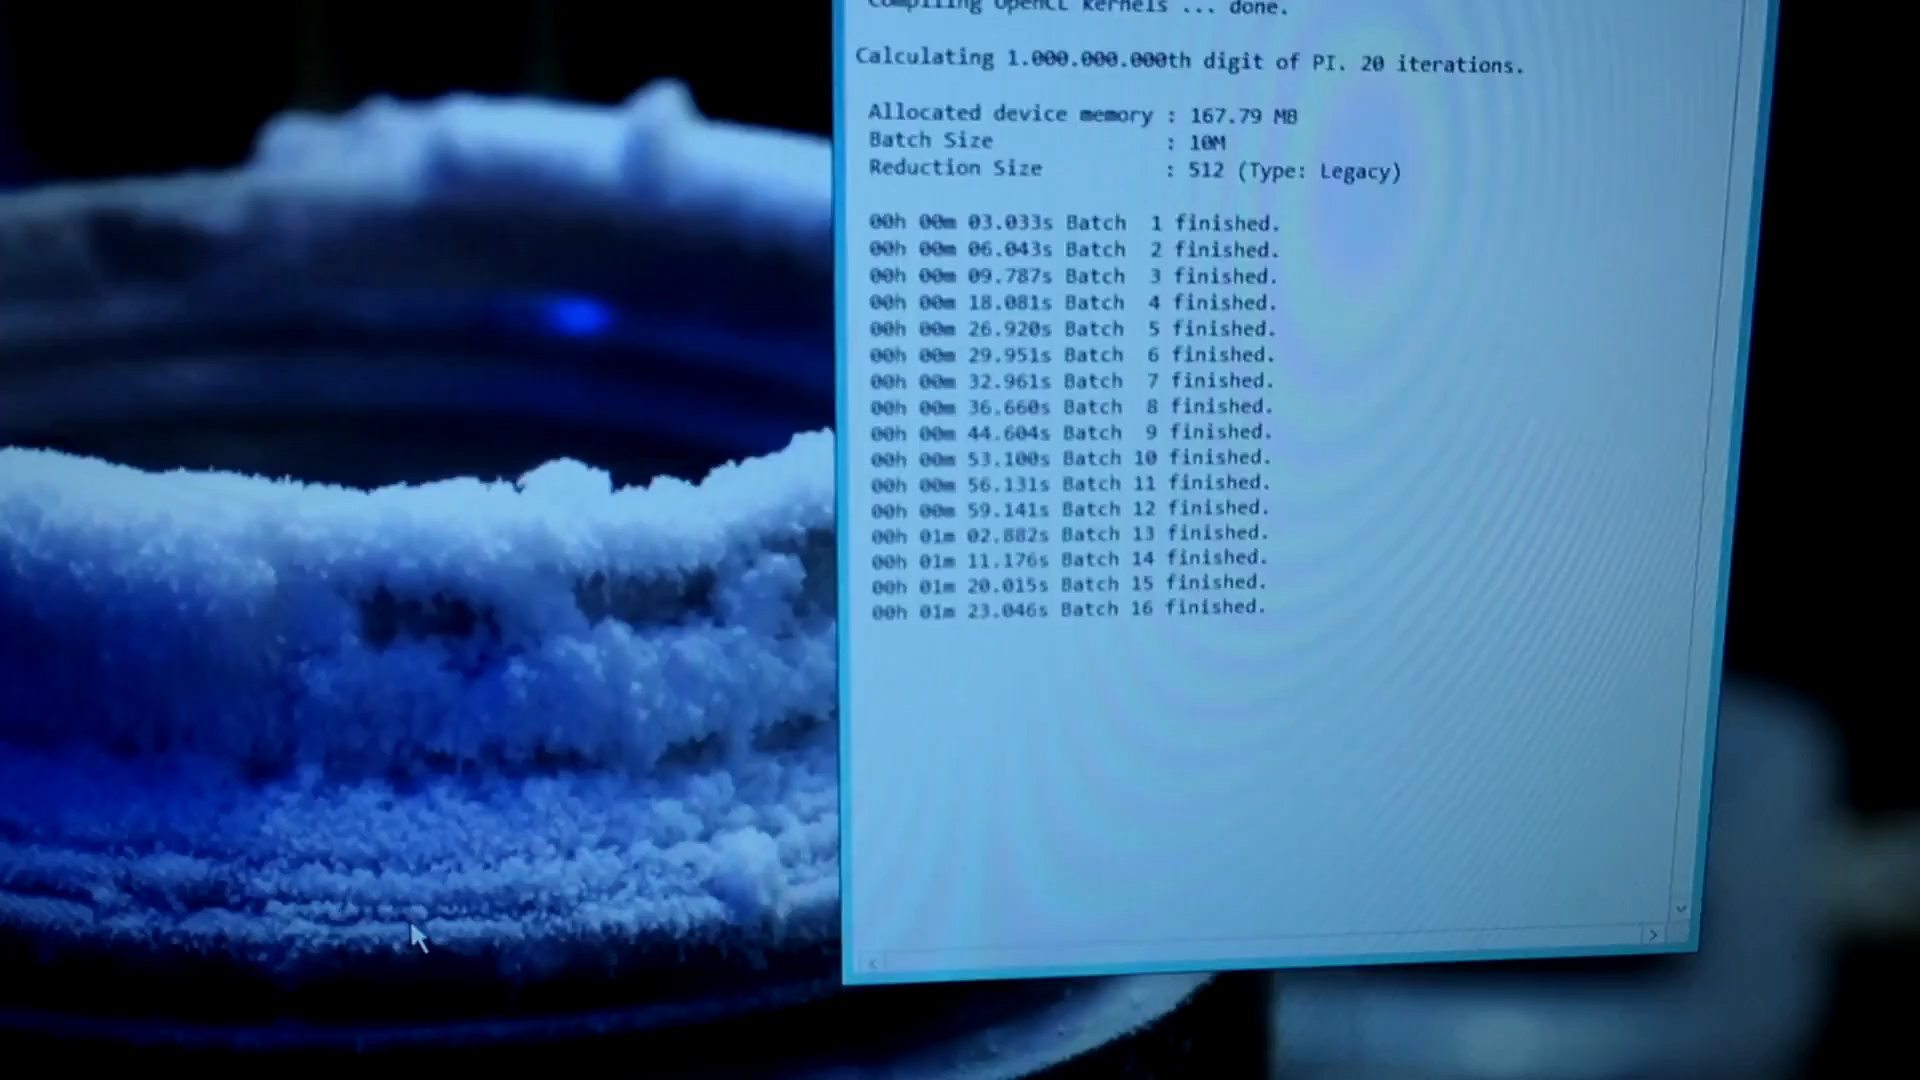 Compiling OpenCL kernels ... done.
Calculating 1.000.000.000th digit of PI. 20 iterations.
Allocated device memory : 167.79 MB
Batch Size : 10M
Reduction Size : 512 (Type: Legacy)
00h 00m 03.033s Batch 1 finished.
00h 00m 06.043s Batch 2 finished.
00h 00m 09.787s Batch 3 finished.
00h 00m 18.081s Batch 4 finished.
00h 00m 26.920s Batch 5 finished.
00h 00m 29.951s Batch 6 finished.
00h 00m 32.961s Batch 7 finished.
00h 00m 36.660s Batch 8 finished.
00h 00m 44.604s Batch 9 finished.
00h 00m 53.100s Batch 10 finished.
00h 00m 56.131s Batch 11 finished.
00h 00m 59.141s Batch 12 finished.
00h 01m 02.882s Batch 13 finished.
00h 01m 11.176s Batch 14 finished.
00h 01m 20.015s Batch 15 finished.
00h 01m 23.046s Batch 16 finished.